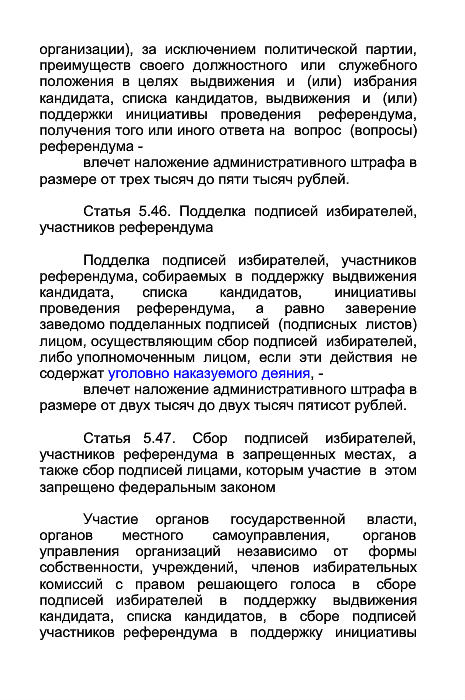 организации), за исключением политической партии,
преимуществ своего должностного или служебного
положения в целях выдвижения и (или) избрания
кандидата, списка кандидатов, выдвижения и (или)
поддержки инициативы проведения референдума,
получения того или иного ответа на вопрос (вопросы)
референдума -
влечет наложение административного штрафа в
размере от трех тысяч до пяти тысяч рублей.
Статья 5.46. Подделка подписей избирателей,
участников референдума
Подделка подписей избирателей, участников
референдума, собираемых в поддержку выдвижения
кандидата, списка кандидатов, инициативы
проведения референдума, а равно заверение
заведомо подделанных подписей (подписных листов)
лицом, осуществляющим сбор подписей избирателей,
либо уполномоченным лицом, если эти действия не
содержат уголовно наказуемого деяния, -
влечет наложение административного штрафа в
размере от двух тысяч до двух тысяч пятисот рублей.
Статья 5.47. Сбор подписей избирателей,
участников референдума в запрещенных местах, а
также сбор подписей лицами, которым участие в этом
запрещено федеральным законом
Участие органов государственной власти,
органов местного самоуправления, органов
управления организаций независимо от формы
собственности, учреждений, членов избирательных
комиссий с правом решающего голоса в сборе
подписей избирателей в поддержку выдвижения
кандидата, списка кандидатов, в сборе подписей
участников референдума в поддержку инициативы